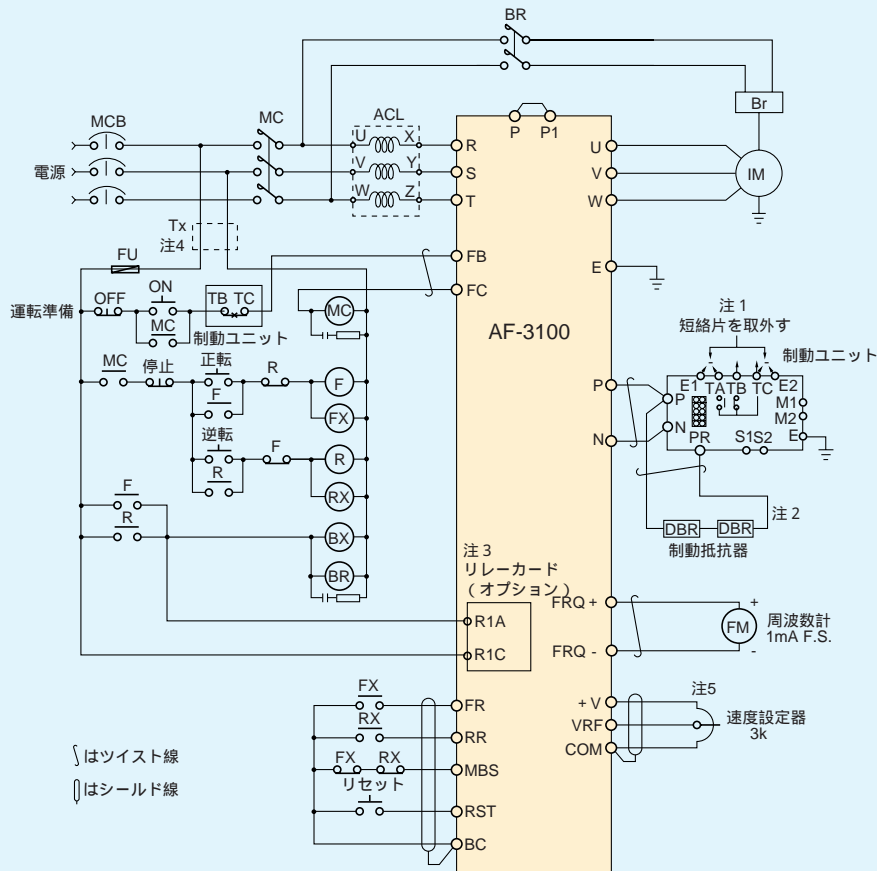 BR
Br
MCB
MC
ACL
P P1
U X
R
U
V Y
S
V
IM
電源
W Z
T
W
Tx
注4
FU
FB
E
FC
ON
OFF
TB TC
運転準備
MC
制動ユニット
MC
AF-3100
注1
短絡片を取外す
制動ユニット
MC
停止
正転
R
F
F
FX
逆転
F
R
R
RX
P
N
E1 TA TB TC E2
P
M1
M2
N
PR
S1S2
E
F
R
BX
BR
注2
DBR DBR
制動抵抗器
注3
リレーカード
(オプション)
R1A
R1C
FRQ +
+
FM
周波数計
1mA F.S.
FRQ -
-
FX
FR
RX
RR
FX RX
MBS
リセット
RST
BC
+ V
注5
VRF
速度設定器
3k
COM
はツイスト線
はシールド線